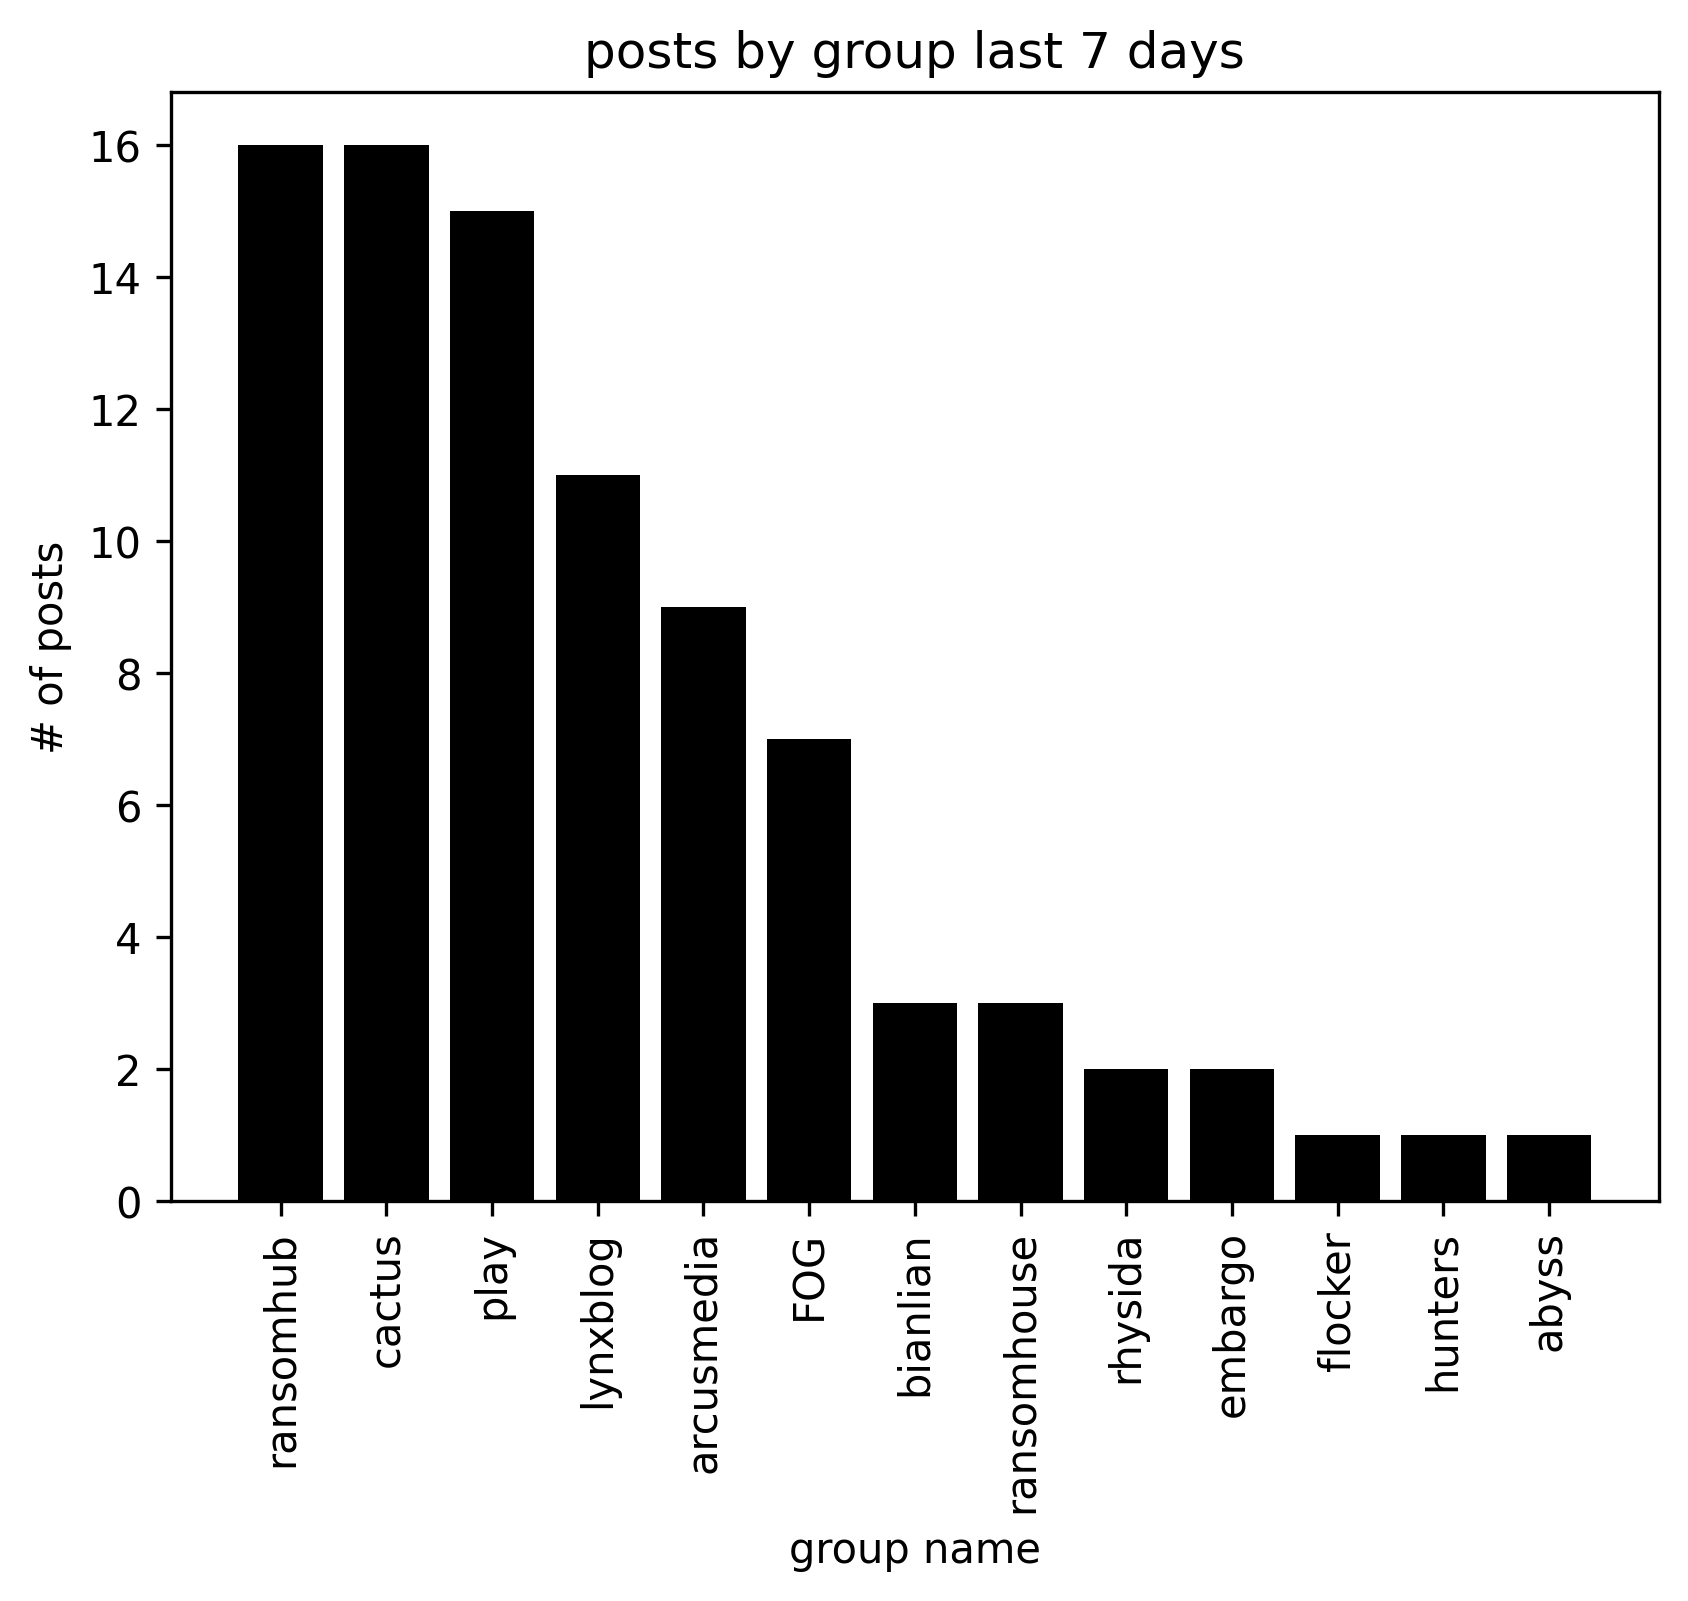 posts by group last 7 days
16
14
12
10
8
6
4
2
0
# of posts
ransomhub
cactus
play
lynxblog
arcusmedia
FOG
bianlian
ransomhouse
rhysida
embargo
flocker
hunters
abyss
group name